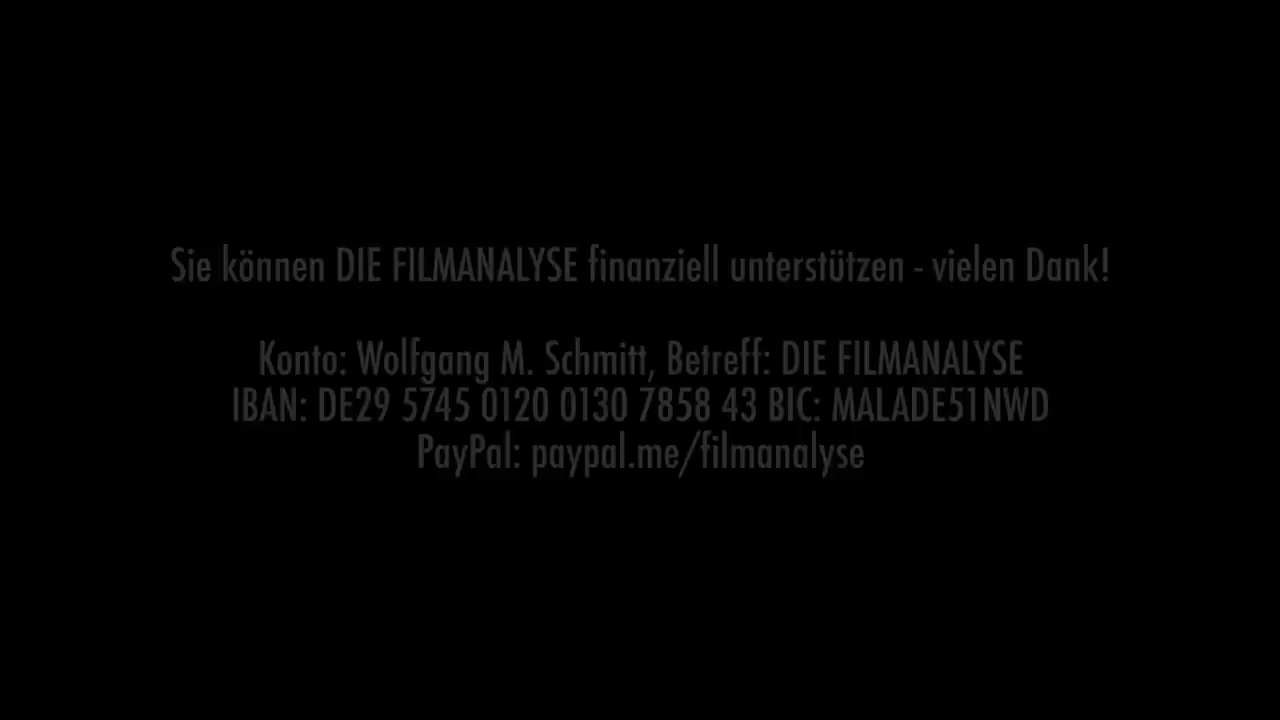 Sie können DIE FILMANALYSE finanziell unterstützen - vielen Dank!
Konto: Wolfgang M. Schmitt, Betreff: DIE FILMANALYSE
IBAN: DE29 5745 0120 0130 7858 43 BIC: MALADE51NWD
PayPal: paypal.me/filmanalyse